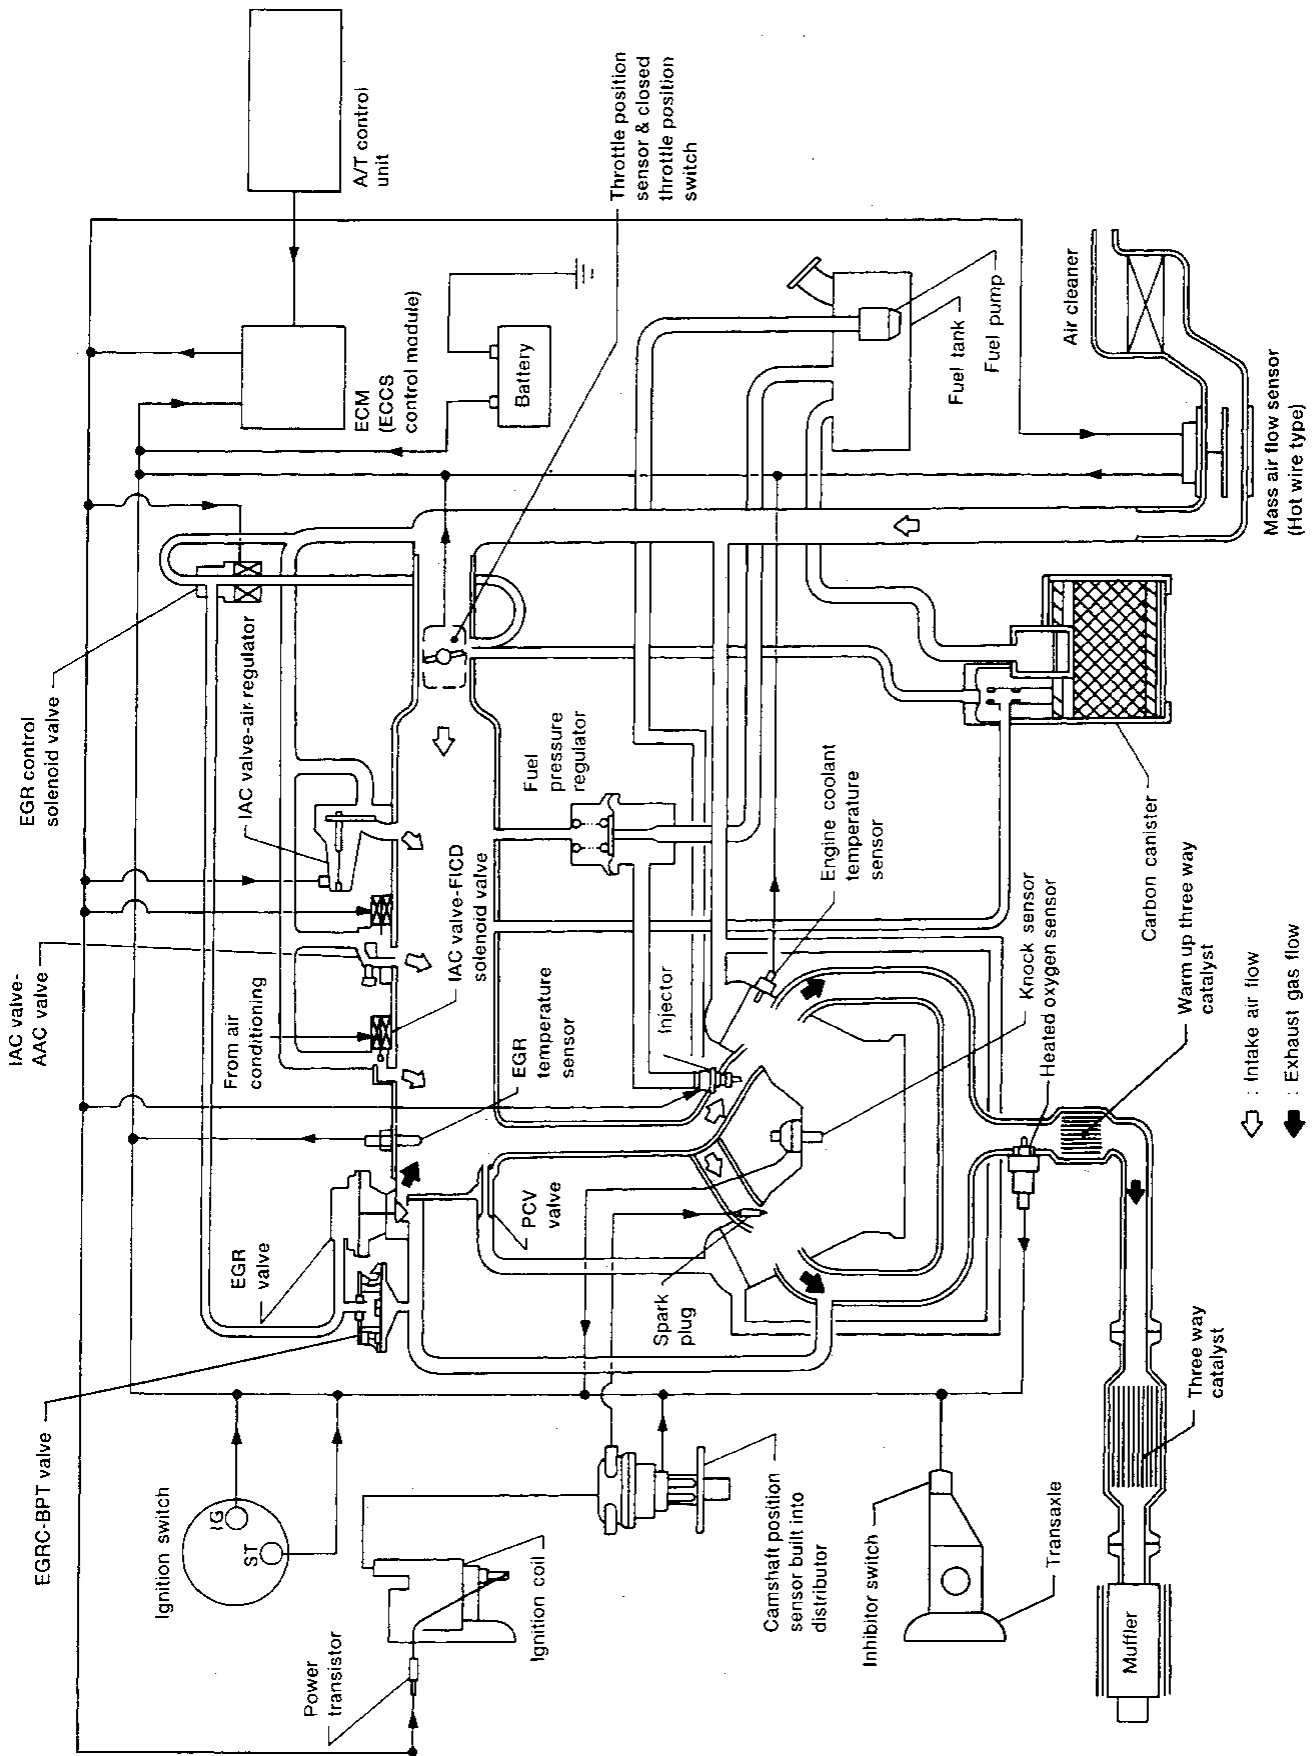 EGRC-BPT valve
IAC valve-
AAC valve
EGR control
solenoid valve
Ignition switch
IG
ST
EGR
valve
From air
conditioning
IAC valve-air regulator
A/T control
unit
ECM
(ECCS
control module)
Power
transistor
Ignition coil
PCV
valve
EGR
temperature
sensor
IAC valve-FICD
solenoid valve
Fuel
pressure
regulator
Battery
Throttle position
sensor & closed
throttle position
switch
Spark
plug
Injector
Camshaft position
sensor built into
distributor
Engine coolant
temperature
sensor
Inhibitor switch
Transaxle
Knock sensor
Heated oxygen sensor
Fuel tank
Fuel pump
Carbon canister
Air cleaner
Muffler
Three way
catalyst
Warm up three way
catalyst
Mass air flow sensor
(Hot wire type)
: Intake air flow
: Exhaust gas flow